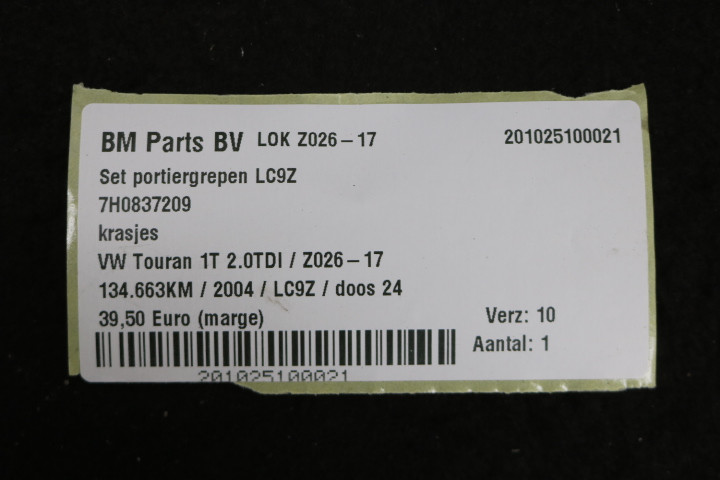 BM Parts BV LOK Z026-17 201025100021
Set portiergrepen LC9Z
7H0837209
krasjes
VW Touran 1T 2.0TDI / Z026-17
134.663KM / 2004 / LC9Z / doos 24
39,50 Euro (marge) Verz: 10
Aantal: 1
201025100021